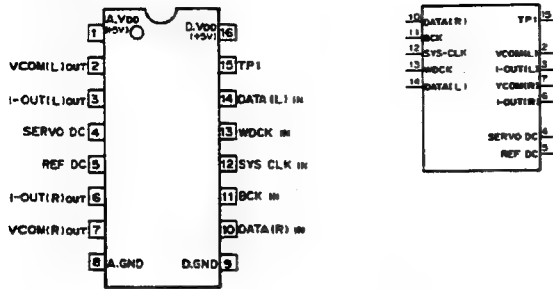 A.VDD
(+5V)
1
D.VDD
(+5V)
16
VCOM(L)OUT 2
15 TP1
I-OUT(L)OUT 3
14 DATA(L) IN
SERVO DC 4
13 WDCK IN
REF DC 5
12 SYS CLK IN
I-OUT(R)OUT 6
11 BCK IN
VCOM(R)OUT 7
10 DATA(R) IN
8 A.GND
D.GND 9
10 DATA(R)
11 BCK
12 SYS-CLK
13 WDCK
14 DATA(L)
TP1 15
VCOM(L) 2
I-OUT(L) 3
VCOM(R) 7
I-OUT(R) 6
SERVO DC 4
REF DC 5